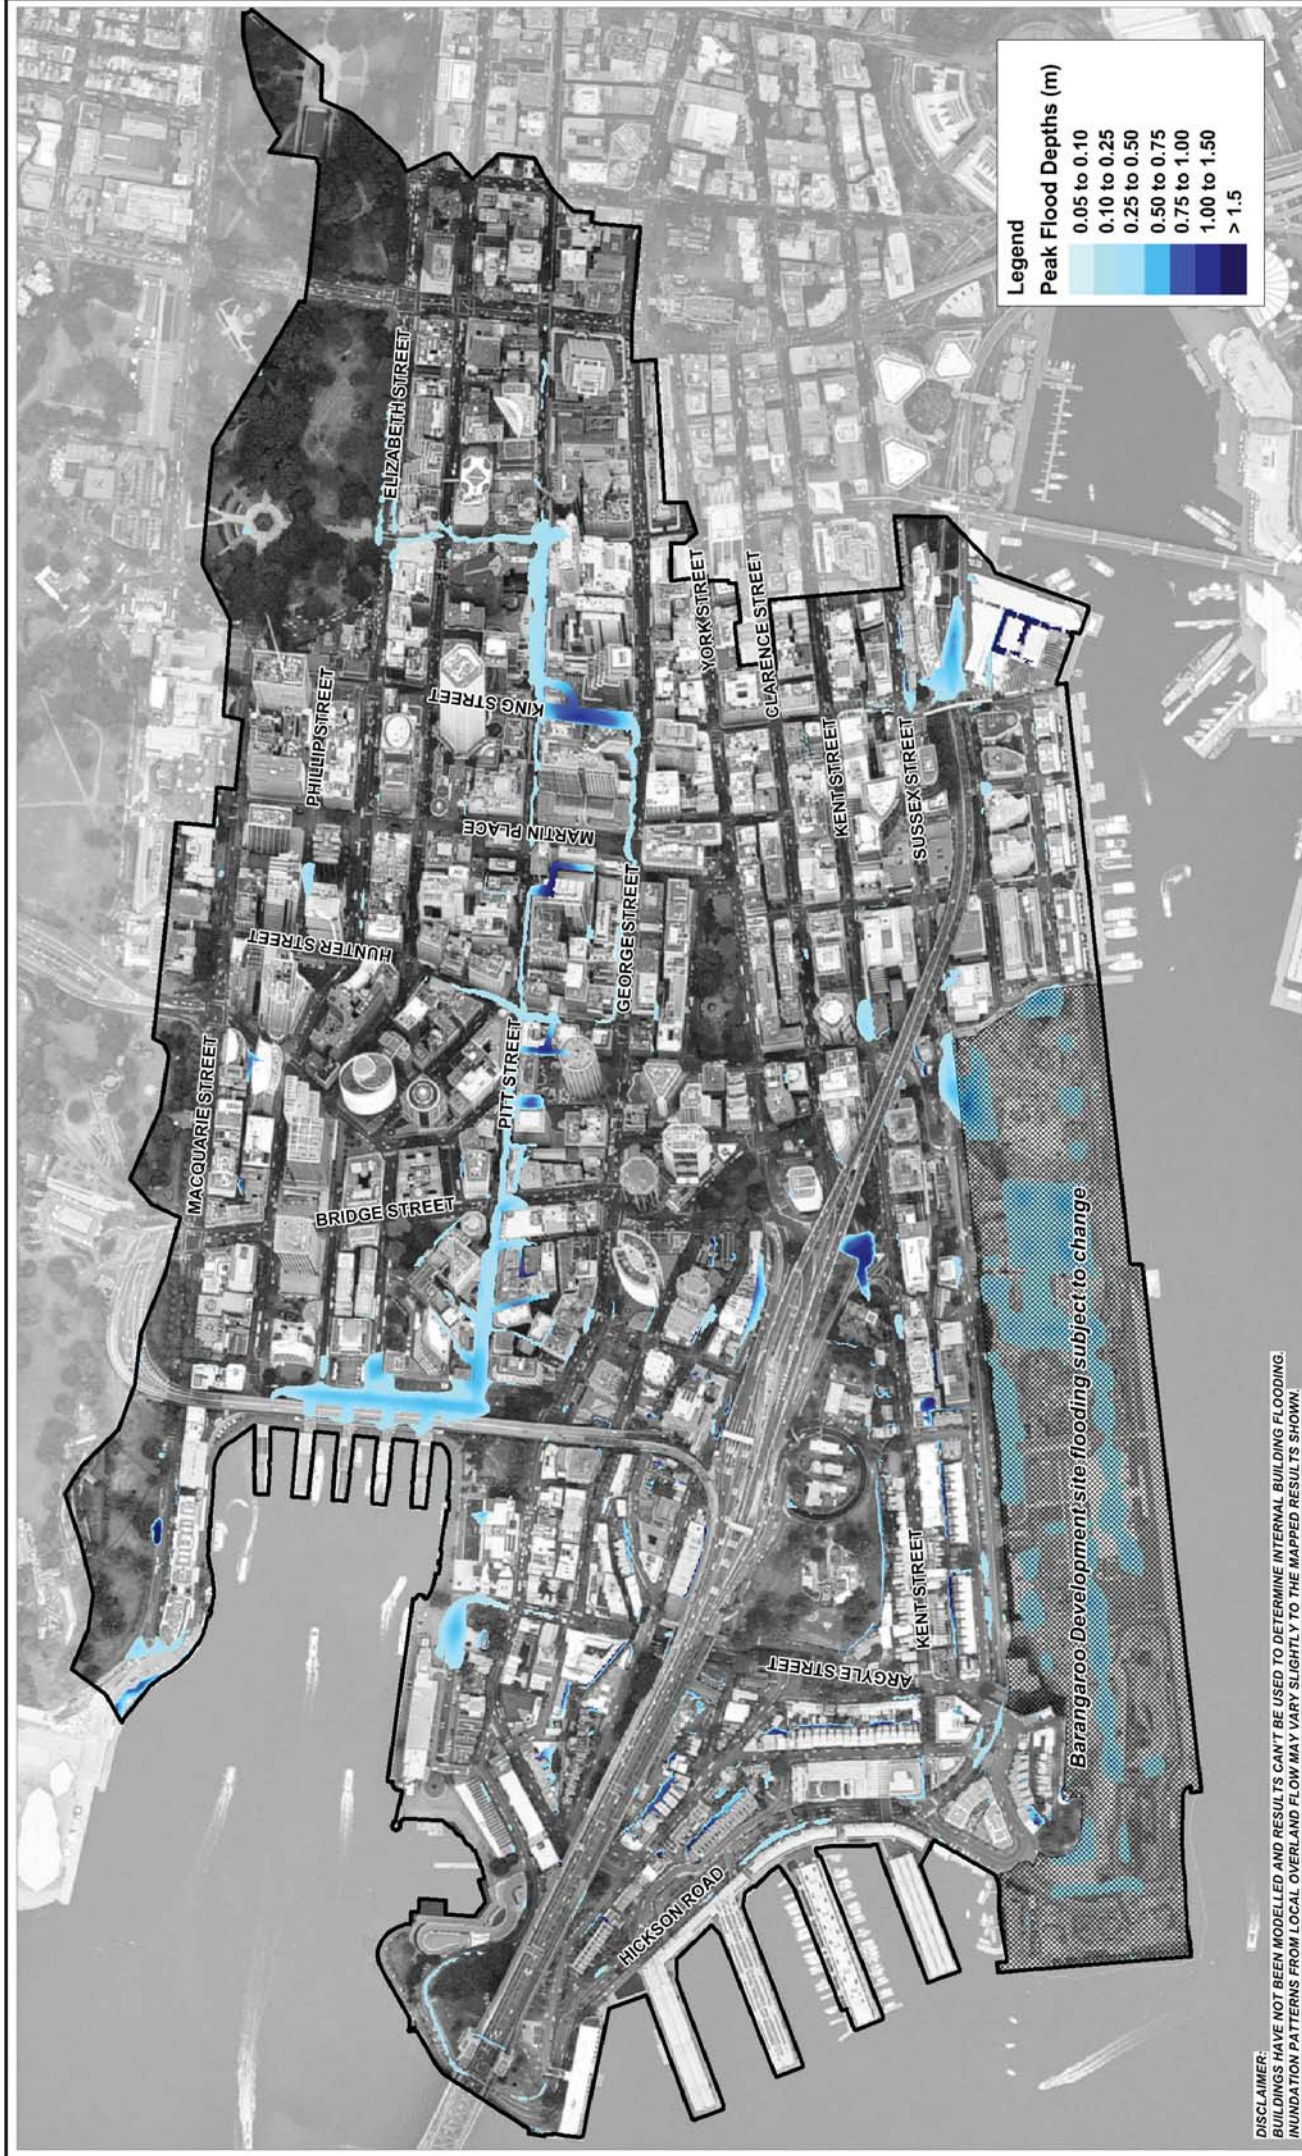 ELIZABETH STREET
PHILLIP STREET
KING STREET
YORK STREET
CLARENCE STREET
KENT STREET
SUSSEX STREET
MARTIN PLACE
HUNTER STREET
GEORGE STREET
MACQUARIE STREET
PITT STREET
BRIDGE STREET
KENT STREET
ARGYLE STREET
HICKSON ROAD
Barangaroo Development site flooding subject to change
Legend
Peak Flood Depths (m)
0.05 to 0.10
0.10 to 0.25
0.25 to 0.50
0.50 to 0.75
0.75 to 1.00
1.00 to 1.50
> 1.5
DISCLAIMER:
BUILDINGS HAVE NOT BEEN MODELLED AND RESULTS CAN'T BE USED TO DETERMINE INTERNAL BUILDING FLOODING.
INUNDATION PATTERNS FROM LOCAL OVERLAND FLOW MAY VARY SLIGHTLY TO THE MAPPED RESULTS SHOWN.